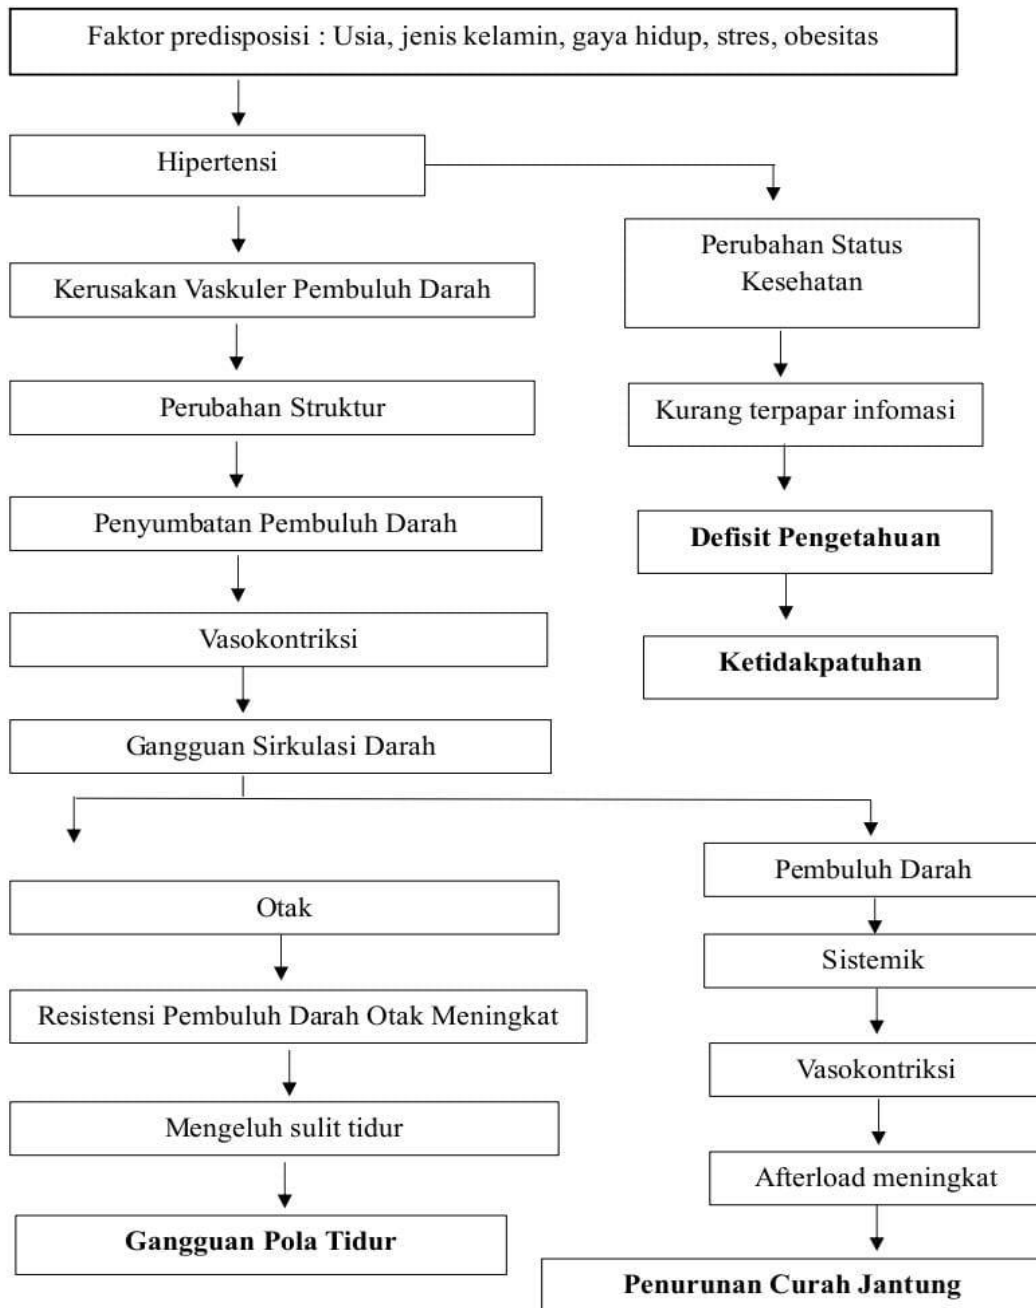 Faktor predisposisi : Usia, jenis kelamin, gaya hidup, stres, obesitas
Hipertensi
Perubahan Status
Kesehatan
Kerusakan Vaskuler Pembuluh Darah
Perubahan Struktur
Kurang terpapar infomasi
Penyumbatan Pembuluh Darah
Defisit Pengetahuan
Vasokontriksi
Ketidakpatuhan
Gangguan Sirkulasi Darah
Otak
Resistensi Pembuluh Darah Otak Meningkat
Mengeluh sulit tidur
Gangguan Pola Tidur
Pembuluh Darah
Sistemik
Vasokontriksi
Afterload meningkat
Penurunan Curah Jantung